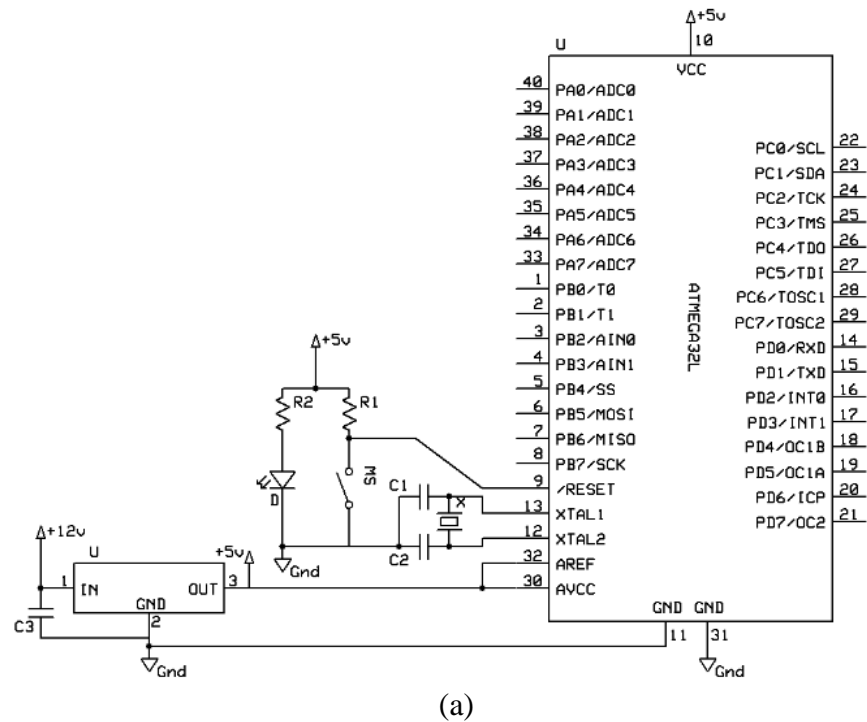 +5v
U
10
VCC
40 PA0/ADC0
39 PA1/ADC1
38 PA2/ADC2
37 PA3/ADC3
36 PA4/ADC4
35 PA5/ADC5
34 PA6/ADC6
33 PA7/ADC7
1 PB0/T0
2 PB1/T1
3 PB2/AIN0
4 PB3/AIN1
5 PB4/SS
6 PB5/MOSI
7 PB6/MISO
8 PB7/SCK
9 /RESET
13 XTAL1
12 XTAL2
32 AREF
30 AVCC
ATMEGA32L
PC0/SCL 22
PC1/SDA 23
PC2/TCK 24
PC3/TMS 25
PC4/TDO 26
PC5/TDI 27
PC6/TOSC1 28
PC7/TOSC2 29
PD0/RXD 14
PD1/TXD 15
PD2/INT0 16
PD3/INT1 17
PD4/OC1B 18
PD5/OC1A 19
PD6/ICP 20
PD7/OC2 21
GND GND
11 31
Gnd
+5v
R2 R1
MS
D
C1
X
C2
Gnd
+12v
U
+5v
1 IN OUT 3
GND
2
C3
Gnd
(a)